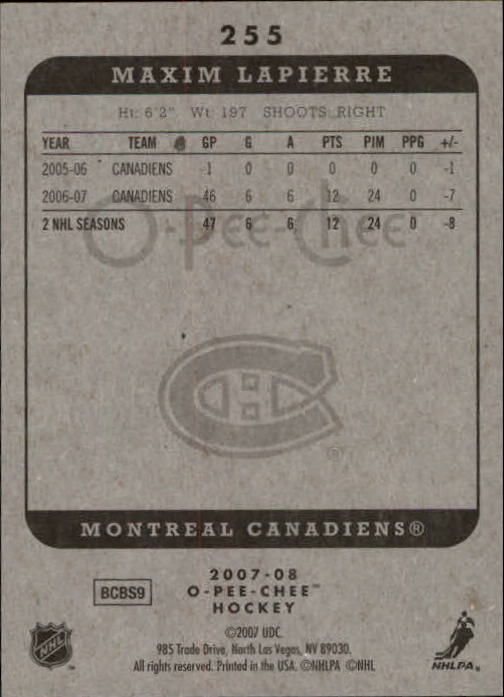 255
MAXIM LAPIERRE
Ht: 6'2" Wt: 197 SHOOTS: RIGHT
YEAR TEAM GP G A PTS PIM PPG +/-
2005-06 CANADIENS 1 0 0 0 0 0 -1
2006-07 CANADIENS 46 6 6 12 24 0 -7
2 NHL SEASONS 47 6 6 12 24 0 -8
O-Pee-Chee
MONTREAL CANADIENS®
2007-08
BCBS9 O-PEE-CHEE™
HOCKEY
©2007 UDC.
985 Trade Drive, North Las Vegas, NV 89030.
All rights reserved. Printed in the USA. ©NHLPA ©NHL
NHL
NHLPA